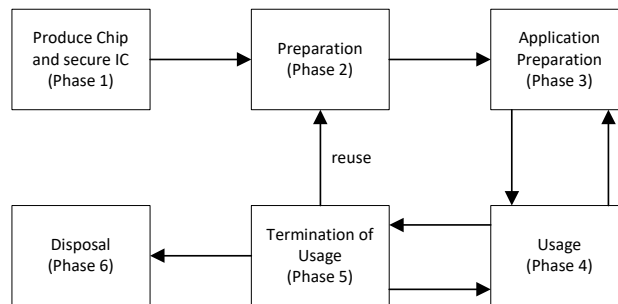 Produce Chip
and secure IC
(Phase 1)
Preparation
(Phase 2)
Application
Preparation
(Phase 3)
reuse
Disposal
(Phase 6)
Termination of
Usage
(Phase 5)
Usage
(Phase 4)